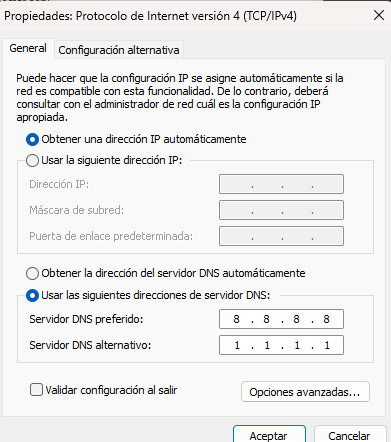 Propiedades: Protocolo de Internet versión 4 (TCP/IPv4)
General
Configuración alternativa
Puede hacer que la configuración IP se asigne automáticamente si la
red es compatible con esta funcionalidad. De lo contrario, deberá
consultar con el administrador de red cuál es la configuración IP
apropiada.
Obtener una dirección IP automáticamente
Usar la siguiente dirección IP:
Dirección IP: . . .
Máscara de subred: . . .
Puerta de enlace predeterminada: . . .
Obtener la dirección del servidor DNS automáticamente
Usar las siguientes direcciones de servidor DNS:
Servidor DNS preferido: 8 . 8 . 8 . 8
Servidor DNS alternativo: 1 . 1 . 1 . 1
Validar configuración al salir
Opciones avanzadas...
Aceptar
Cancelar